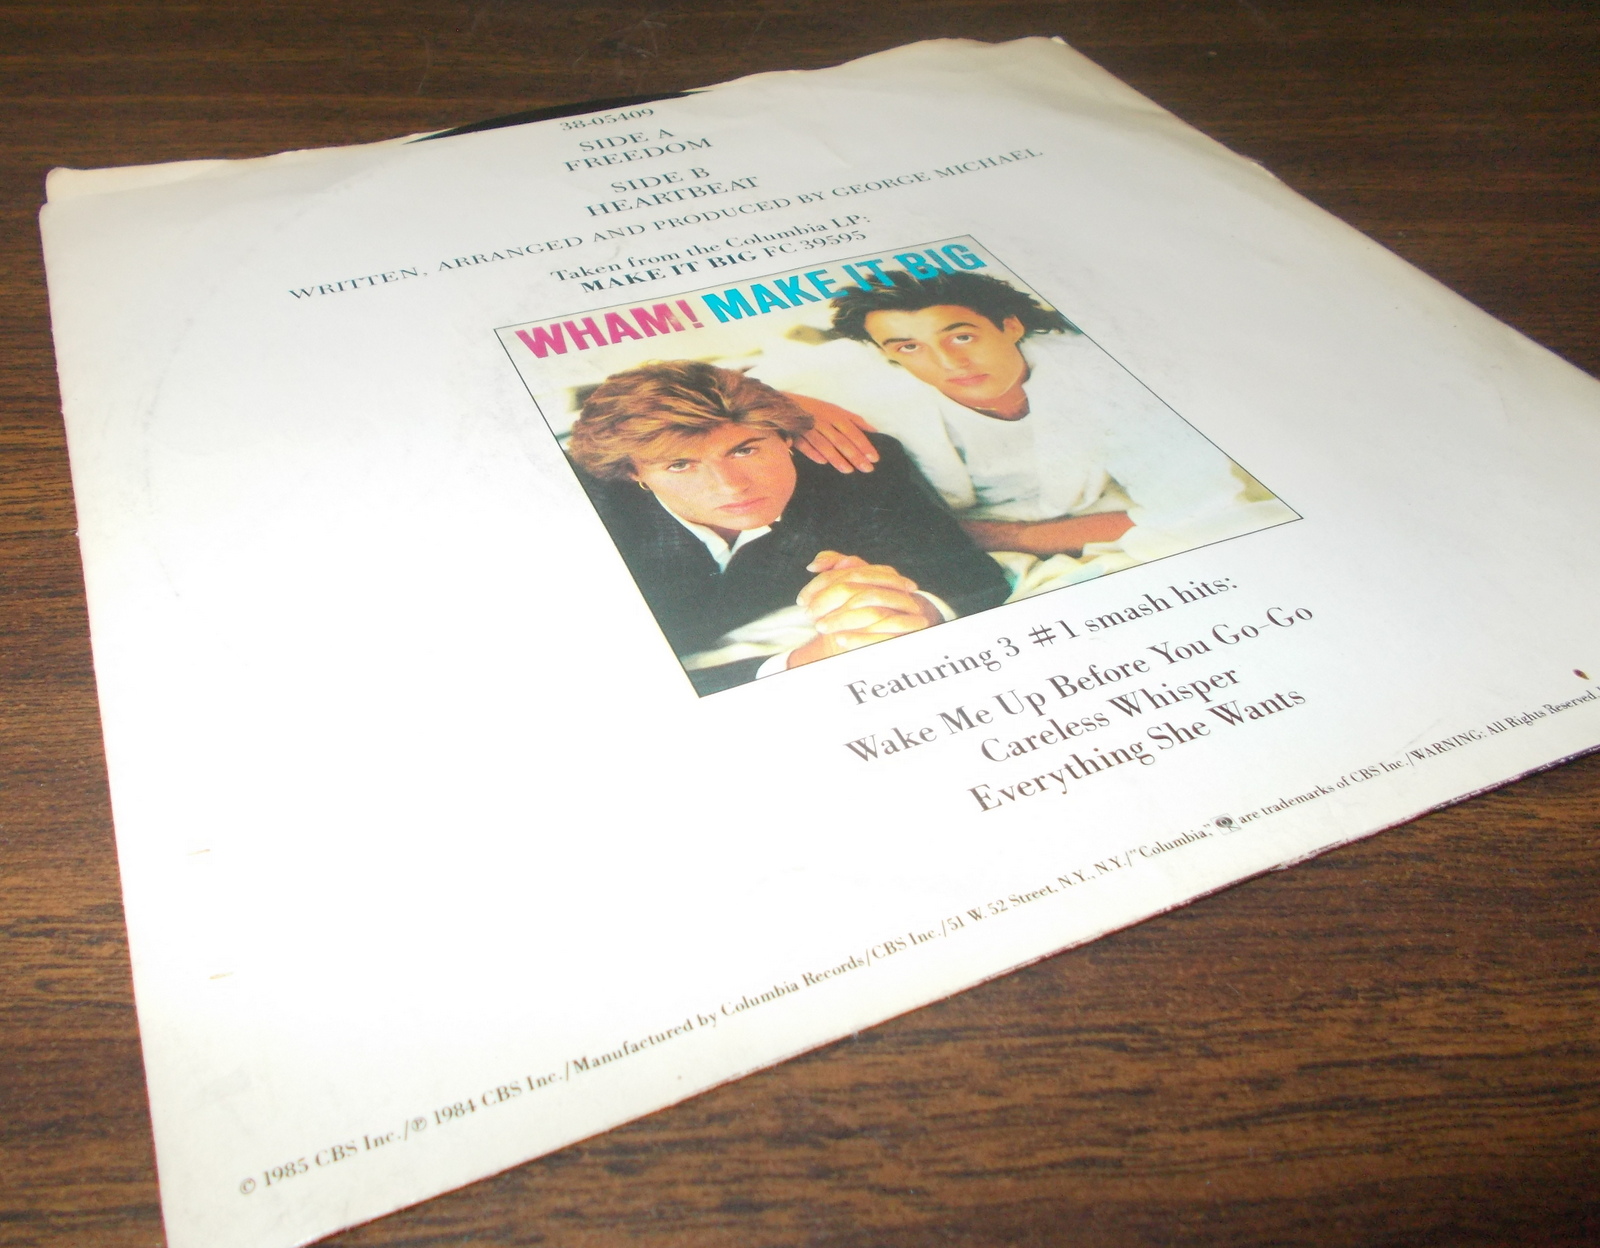 38-05409
SIDE A
FREEDOM
SIDE B
HEARTBEAT
WRITTEN, ARRANGED AND PRODUCED BY GEORGE MICHAEL
Taken from the Columbia LP:
MAKE IT BIG FC 39595
WHAM! MAKE IT BIG
Featuring 3 #1 smash hits:
Wake Me Up Before You Go-Go
Careless Whisper
Everything She Wants
© 1985 CBS Inc./℗ 1984 CBS Inc./Manufactured by Columbia Records/CBS Inc./51 W. 52 Street, N.Y., N.Y./"Columbia," are trademarks of CBS Inc./WARNING: All Rights Reserved.